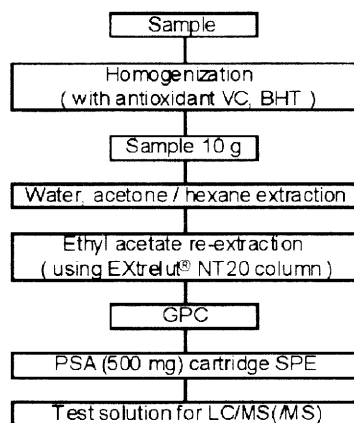 Sample
Homogenization
( with antioxidant VC, BHT )
Sample 10 g
Water, acetone / hexane extraction
Ethyl acetate re-extraction
( using EXtrelut® NT20 column )
GPC
PSA (500 mg) cartridge SPE
Test solution for LC/MS(/MS)